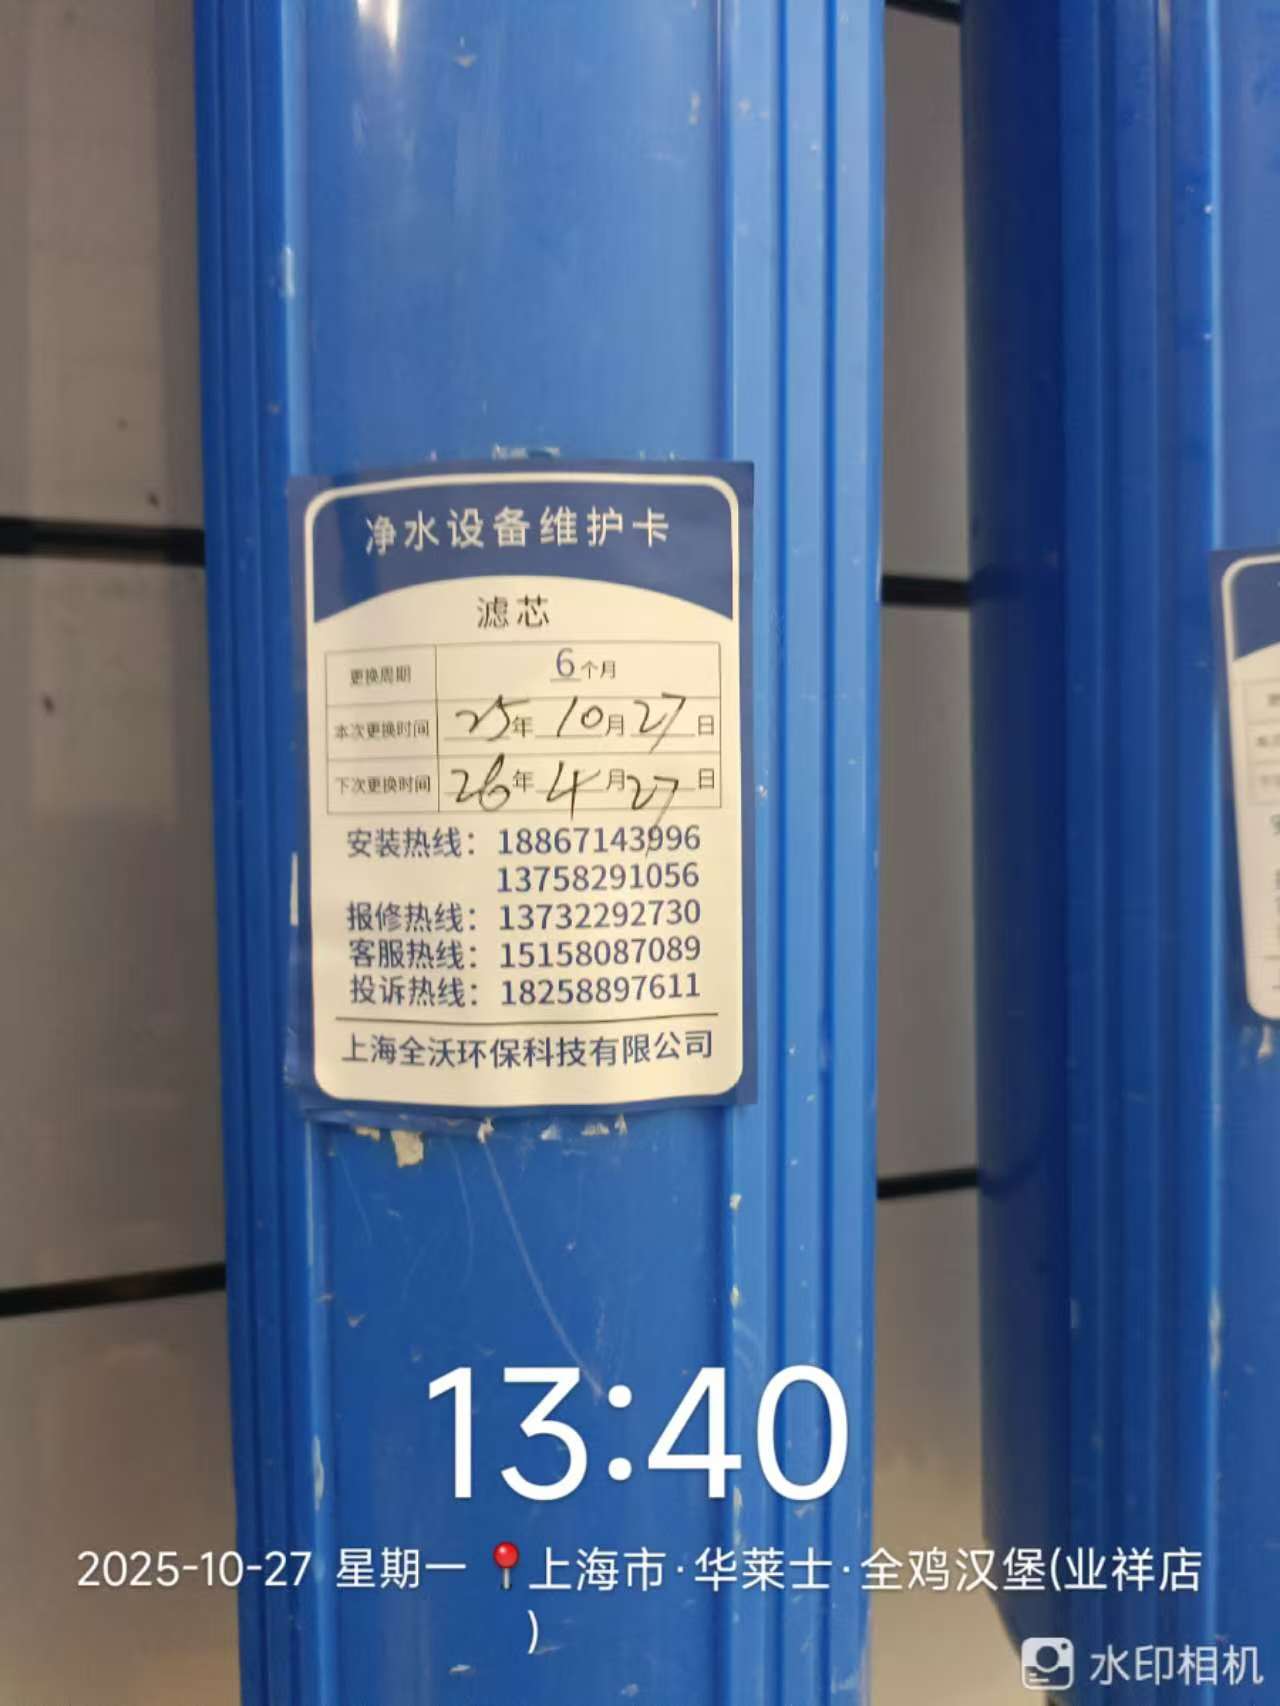 净水设备维护卡
滤芯
更换周期 6个月
本次更换时间 25年10月27日
下次更换时间 26年4月27日
安装热线：18867143996
13758291056
报修热线：13732292730
客服热线：15158087089
投诉热线：18258897611
上海全沃环保科技有限公司
13:40
2025-10-27 星期一 📍上海市·华莱士·全鸡汉堡(业祥店
)
水印相机